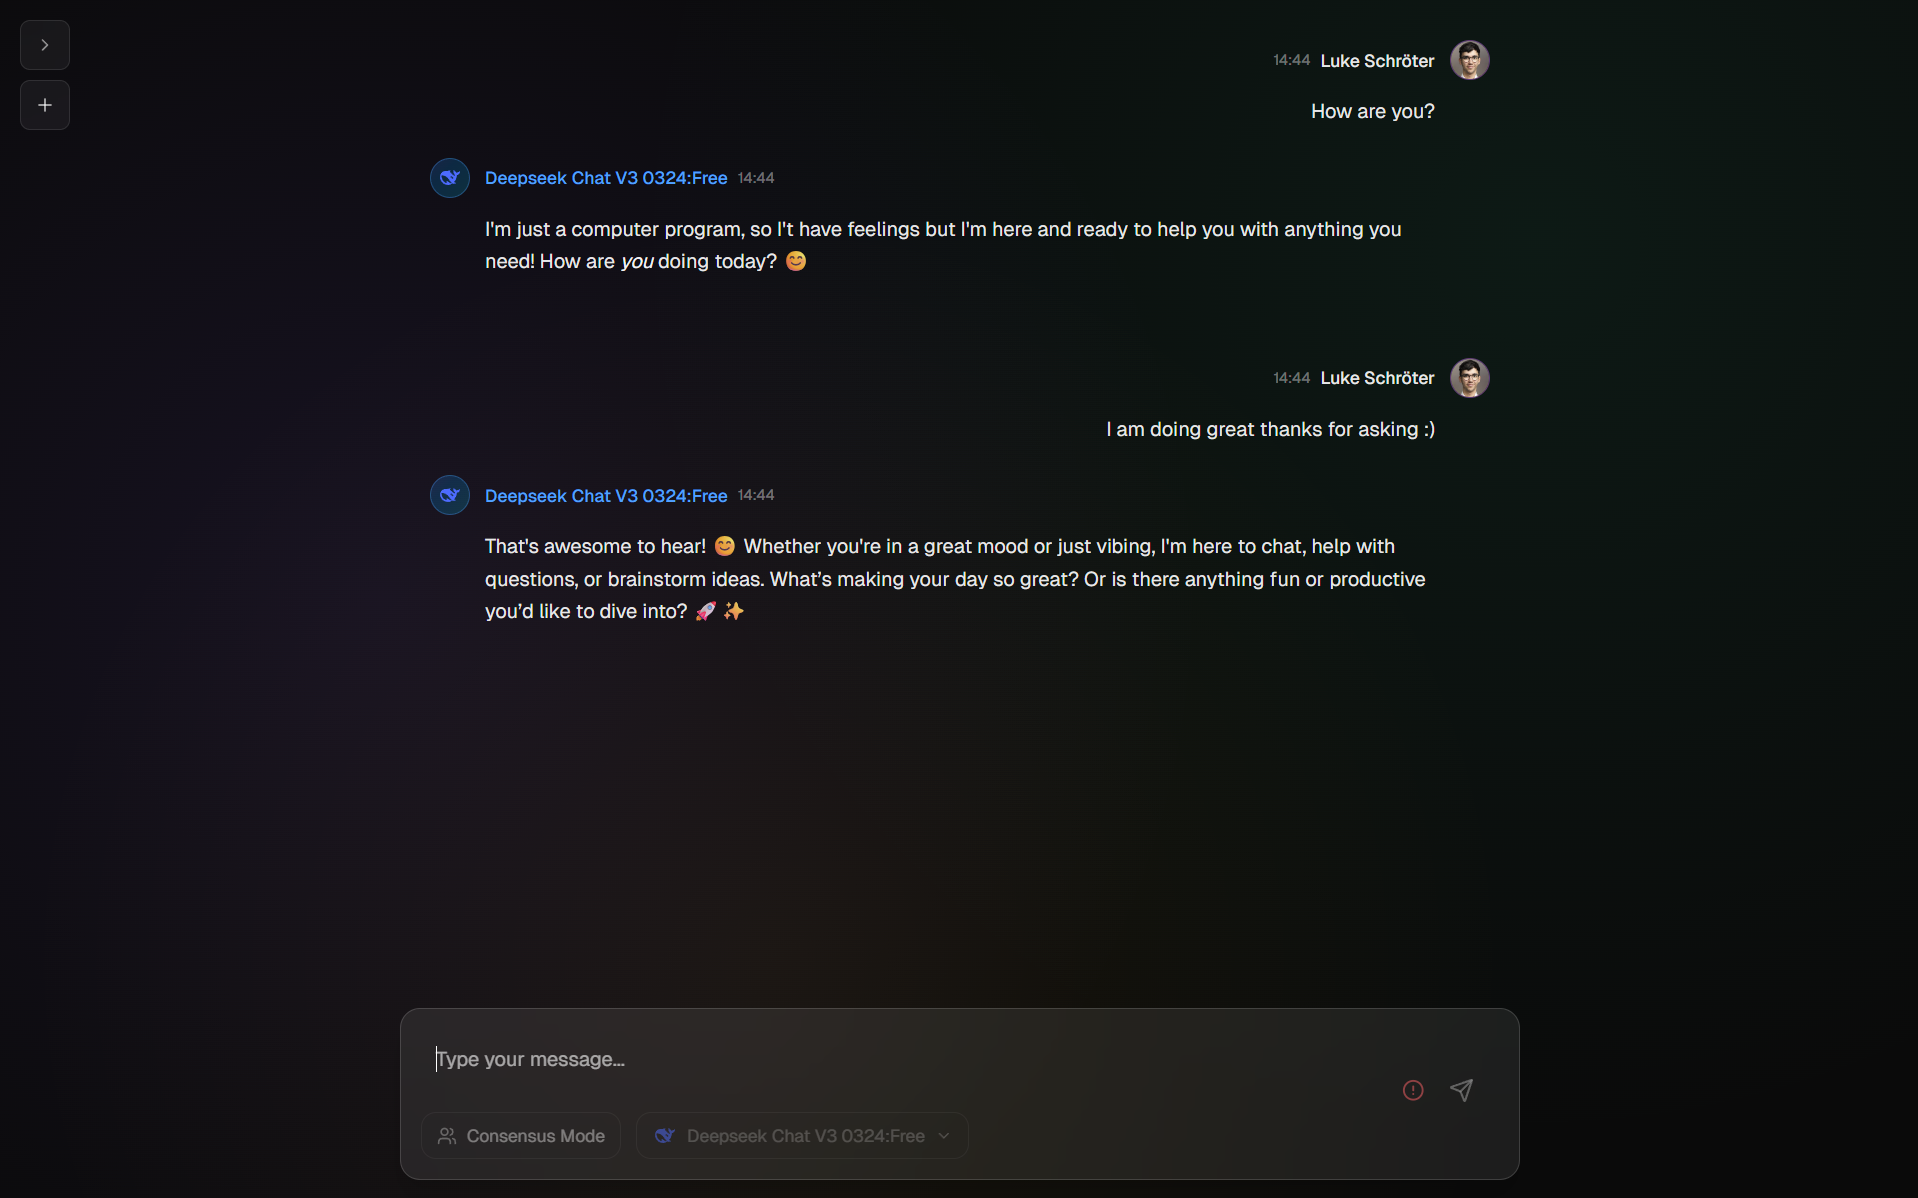 14:44 Luke Schröter
How are you?
Deepseek Chat V3 0324:Free 14:44
I'm just a computer program, so I't have feelings but I'm here and ready to help you with anything you
need! How are you doing today? 😊
14:44 Luke Schröter
I am doing great thanks for asking :)
Deepseek Chat V3 0324:Free 14:44
That's awesome to hear! 😊 Whether you're in a great mood or just vibing, I'm here to chat, help with
questions, or brainstorm ideas. What’s making your day so great? Or is there anything fun or productive
you’d like to dive into? 🚀 ✨
Type your message...
Consensus Mode
Deepseek Chat V3 0324:Free